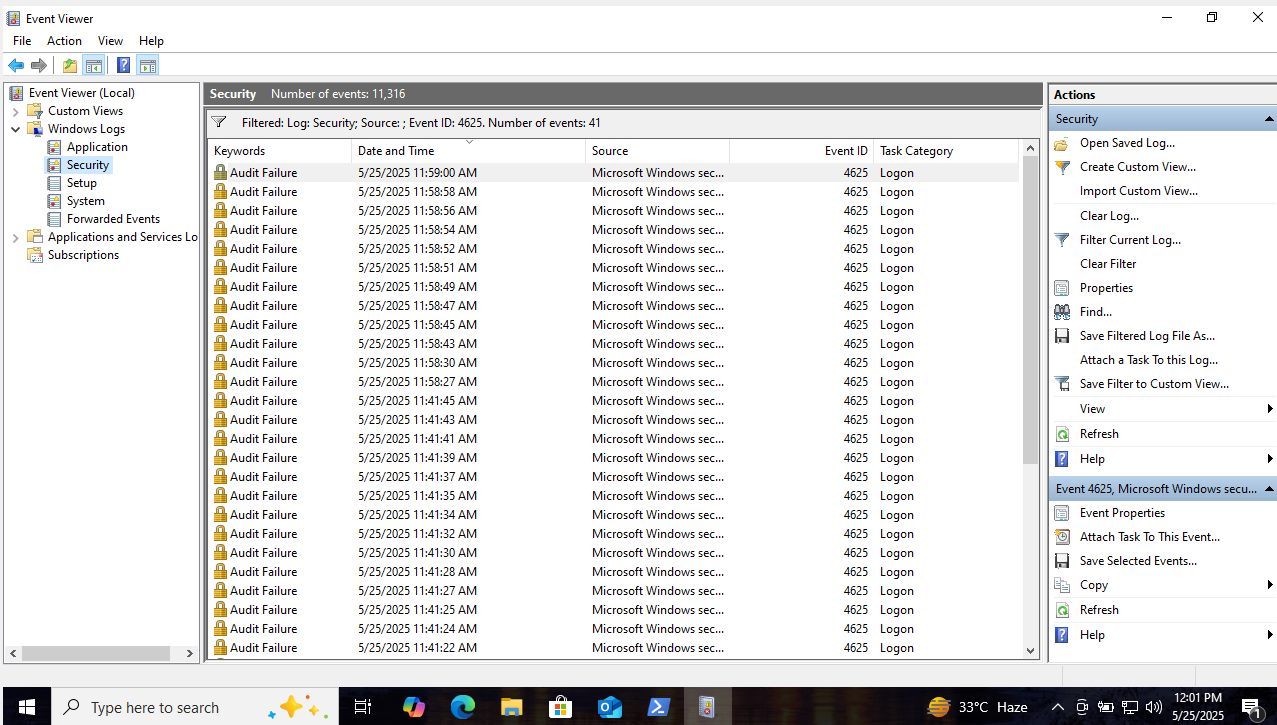 Event Viewer
File Action View Help
Event Viewer (Local)
Custom Views
Windows Logs
Application
Security
Setup
System
Forwarded Events
Applications and Services Lo
Subscriptions
Security Number of events: 11,316
Filtered: Log: Security; Source: ; Event ID: 4625. Number of events: 41
Keywords Date and Time Source Event ID Task Category
Audit Failure 5/25/2025 11:59:00 AM Microsoft Windows sec... 4625 Logon
Audit Failure 5/25/2025 11:58:58 AM Microsoft Windows sec... 4625 Logon
Audit Failure 5/25/2025 11:58:56 AM Microsoft Windows sec... 4625 Logon
Audit Failure 5/25/2025 11:58:54 AM Microsoft Windows sec... 4625 Logon
Audit Failure 5/25/2025 11:58:52 AM Microsoft Windows sec... 4625 Logon
Audit Failure 5/25/2025 11:58:51 AM Microsoft Windows sec... 4625 Logon
Audit Failure 5/25/2025 11:58:49 AM Microsoft Windows sec... 4625 Logon
Audit Failure 5/25/2025 11:58:47 AM Microsoft Windows sec... 4625 Logon
Audit Failure 5/25/2025 11:58:45 AM Microsoft Windows sec... 4625 Logon
Audit Failure 5/25/2025 11:58:43 AM Microsoft Windows sec... 4625 Logon
Audit Failure 5/25/2025 11:58:30 AM Microsoft Windows sec... 4625 Logon
Audit Failure 5/25/2025 11:58:27 AM Microsoft Windows sec... 4625 Logon
Audit Failure 5/25/2025 11:41:45 AM Microsoft Windows sec... 4625 Logon
Audit Failure 5/25/2025 11:41:43 AM Microsoft Windows sec... 4625 Logon
Audit Failure 5/25/2025 11:41:41 AM Microsoft Windows sec... 4625 Logon
Audit Failure 5/25/2025 11:41:39 AM Microsoft Windows sec... 4625 Logon
Audit Failure 5/25/2025 11:41:37 AM Microsoft Windows sec... 4625 Logon
Audit Failure 5/25/2025 11:41:35 AM Microsoft Windows sec... 4625 Logon
Audit Failure 5/25/2025 11:41:34 AM Microsoft Windows sec... 4625 Logon
Audit Failure 5/25/2025 11:41:32 AM Microsoft Windows sec... 4625 Logon
Audit Failure 5/25/2025 11:41:30 AM Microsoft Windows sec... 4625 Logon
Audit Failure 5/25/2025 11:41:28 AM Microsoft Windows sec... 4625 Logon
Audit Failure 5/25/2025 11:41:27 AM Microsoft Windows sec... 4625 Logon
Audit Failure 5/25/2025 11:41:25 AM Microsoft Windows sec... 4625 Logon
Audit Failure 5/25/2025 11:41:24 AM Microsoft Windows sec... 4625 Logon
Audit Failure 5/25/2025 11:41:22 AM Microsoft Windows sec... 4625 Logon
Actions
Security
Open Saved Log...
Create Custom View...
Import Custom View...
Clear Log...
Filter Current Log...
Clear Filter
Properties
Find...
Save Filtered Log File As...
Attach a Task To this Log...
Save Filter to Custom View...
View
Refresh
Help
Event 4625, Microsoft Windows secu...
Event Properties
Attach Task To This Event...
Save Selected Events...
Copy
Refresh
Help
Type here to search
33°C Haze
12:01 PM
5/25/2025
1